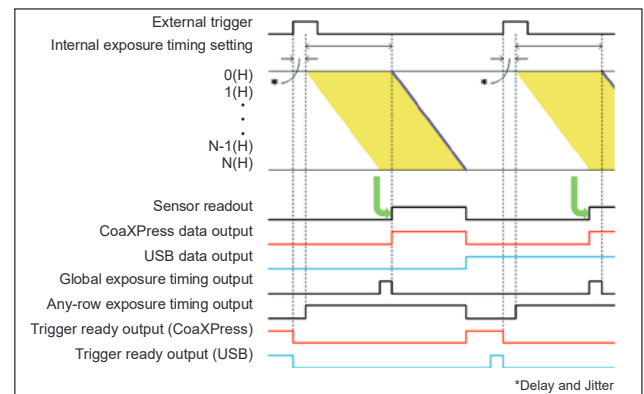 External trigger
Internal exposure timing setting
0(H)
1(H)
•
•
•
N-1(H)
N(H)
*
*
Sensor readout
CoaXPress data output
USB data output
Global exposure timing output
Any-row exposure timing output
Trigger ready output (CoaXPress)
Trigger ready output (USB)
*Delay and Jitter